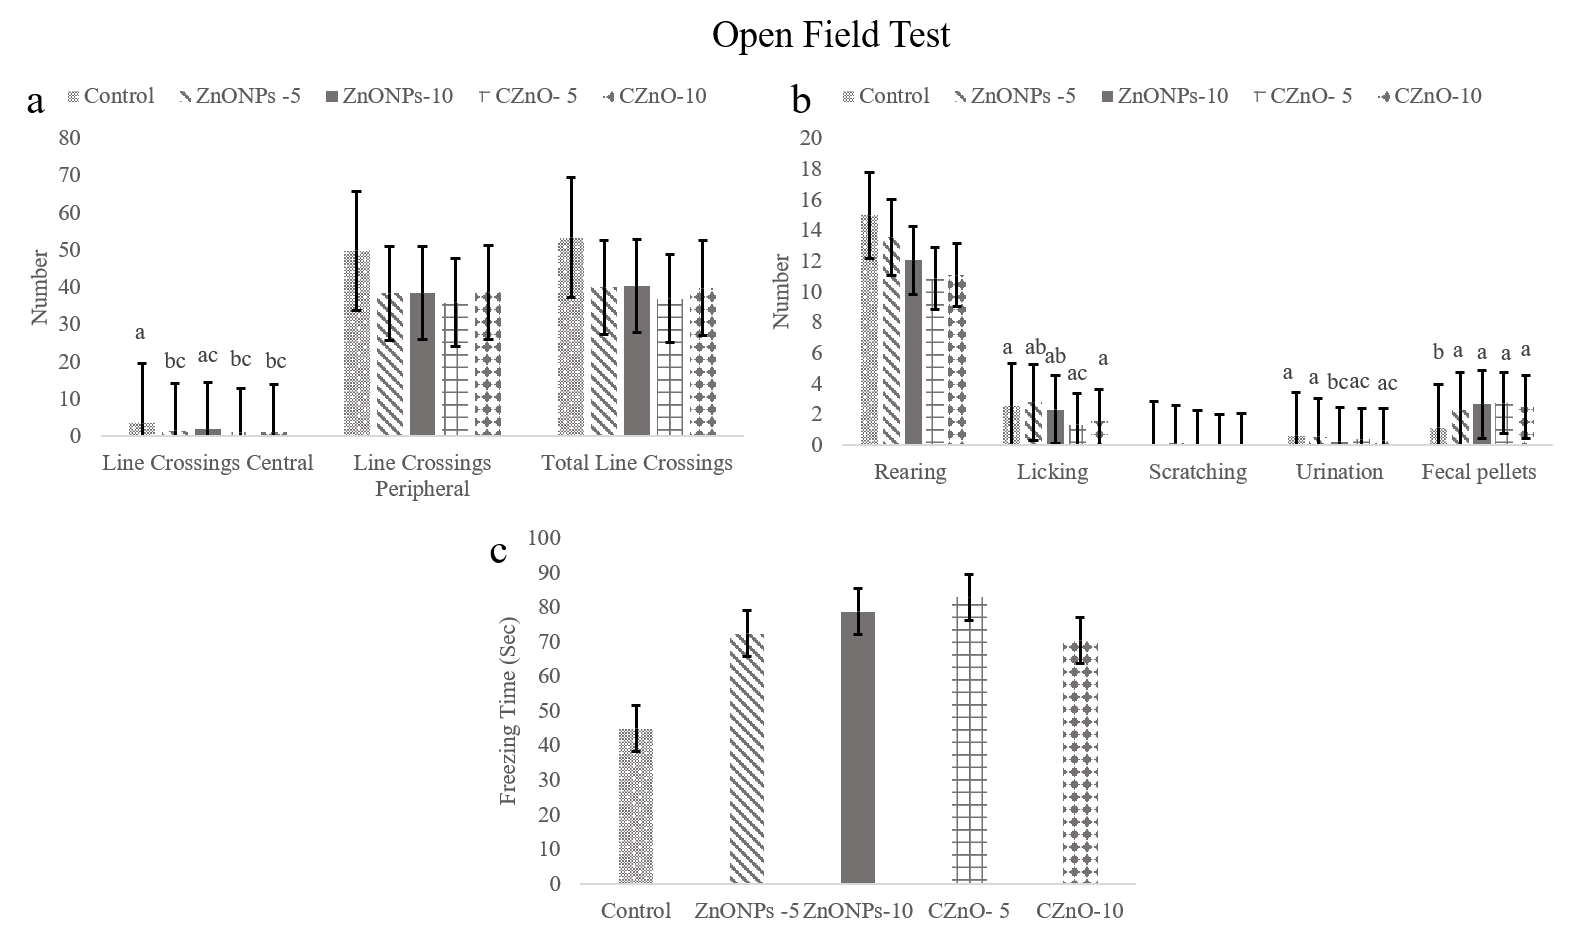 Open Field Test
a
Control ZnONPs -5 ZnONPs-10 CZnO- 5 CZnO-10
80
70
60
50
40
30
20
10
0
Number
a bc ac bc bc
Line Crossings Central
Line Crossings
Peripheral
Total Line Crossings
b
Control ZnONPs -5 ZnONPs-10 CZnO- 5 CZnO-10
20
18
16
14
12
10
8
6
4
2
0
Number
a ab ab ac a
a a bc ac ac
b a a a a
Rearing Licking Scratching Urination Fecal pellets
c
100
90
80
70
60
50
40
30
20
10
0
Freezing Time (Sec)
Control ZnONPs -5 ZnONPs-10 CZnO- 5 CZnO-10